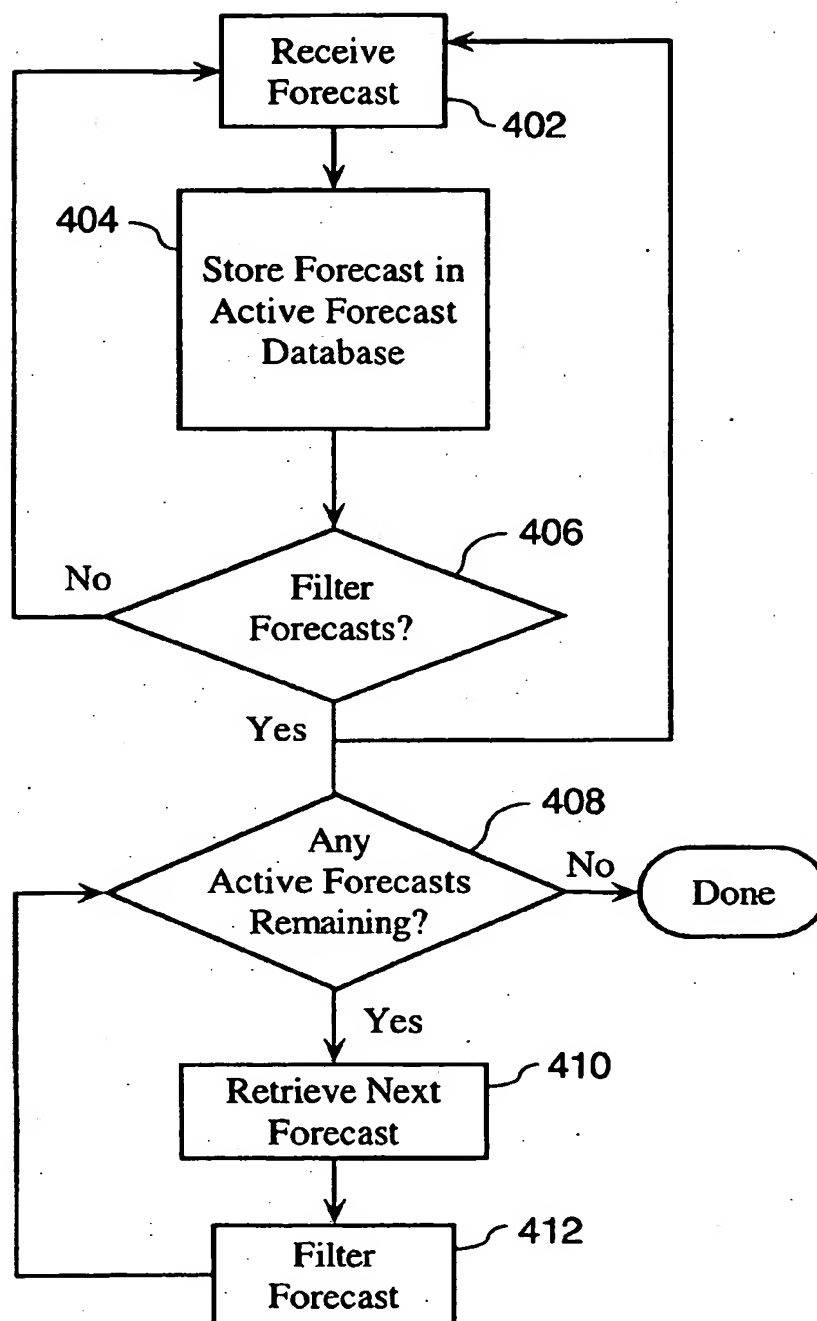 Receive
Forecast
402
404
Store Forecast in
Active Forecast
Database
406
No
Filter
Forecasts?
Yes
408
Any
Active Forecasts
Remaining?
No
Done
Yes
410
Retrieve Next
Forecast
412
Filter
Forecast